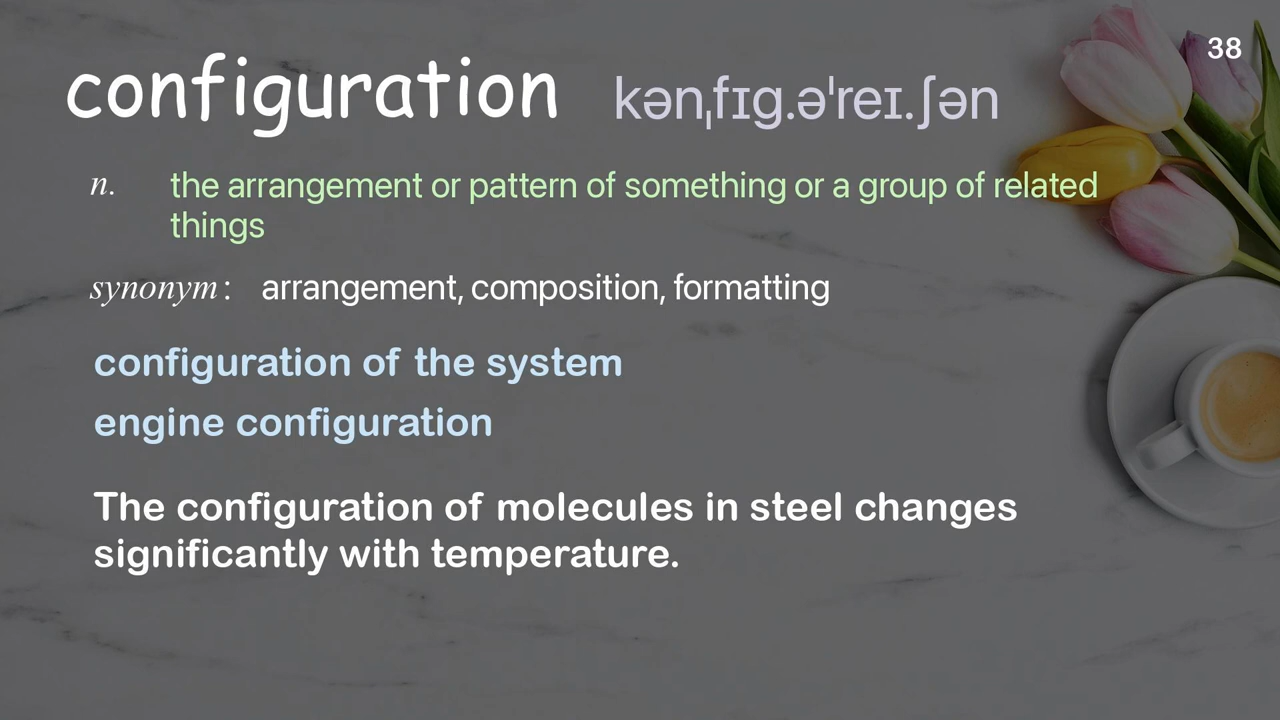 38
configuration kənˌfɪɡ.əˈreɪ.ʃən
n. the arrangement or pattern of something or a group of related
things
synonym: arrangement, composition, formatting
configuration of the system
engine configuration
The configuration of molecules in steel changes
significantly with temperature.